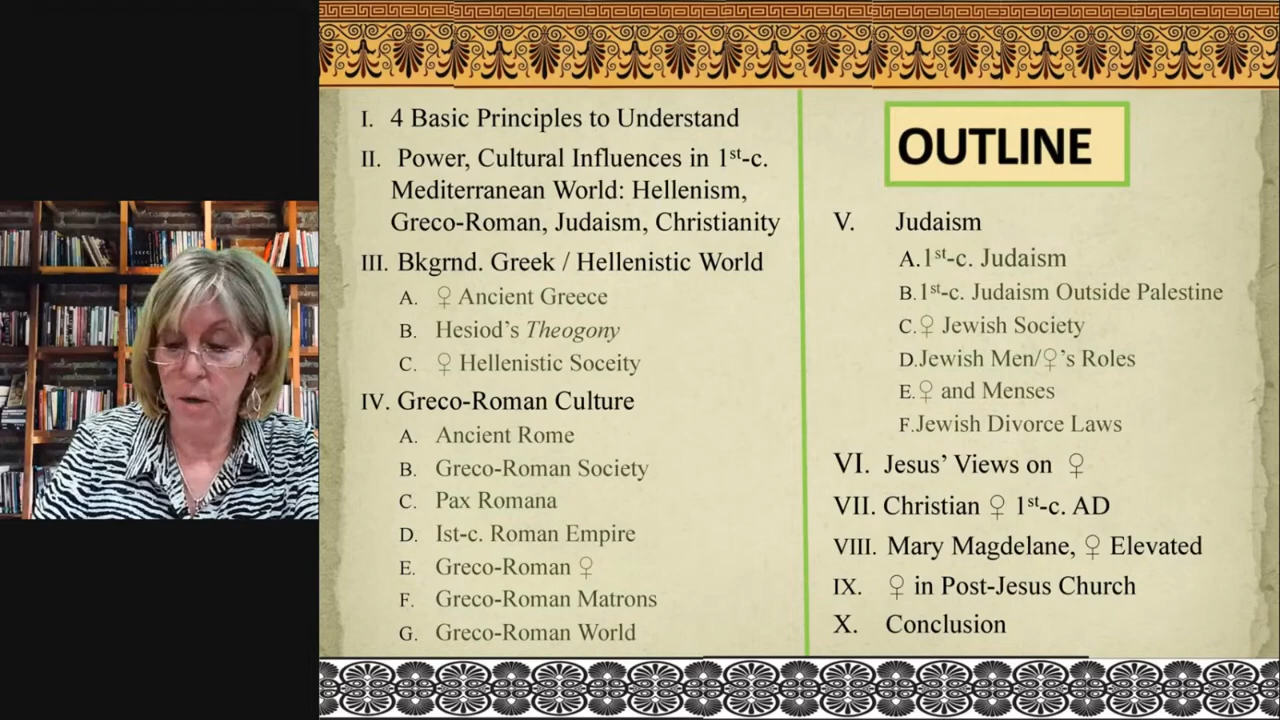 I. 4 Basic Principles to Understand
II. Power, Cultural Influences in 1st-c.
Mediterranean World: Hellenism,
Greco-Roman, Judaism, Christianity
III. Bkgrnd. Greek / Hellenistic World
A. ♀ Ancient Greece
B. Hesiod's Theogony
C. ♀ Hellenistic Soceity
IV. Greco-Roman Culture
A. Ancient Rome
B. Greco-Roman Society
C. Pax Romana
D. Ist-c. Roman Empire
E. Greco-Roman ♀
F. Greco-Roman Matrons
G. Greco-Roman World
OUTLINE
V. Judaism
A.1st-c. Judaism
B.1st-c. Judaism Outside Palestine
C.♀ Jewish Society
D.Jewish Men/♀'s Roles
E.♀ and Menses
F.Jewish Divorce Laws
VI. Jesus' Views on ♀
VII. Christian ♀ 1st-c. AD
VIII. Mary Magdelane, ♀ Elevated
IX. ♀ in Post-Jesus Church
X. Conclusion